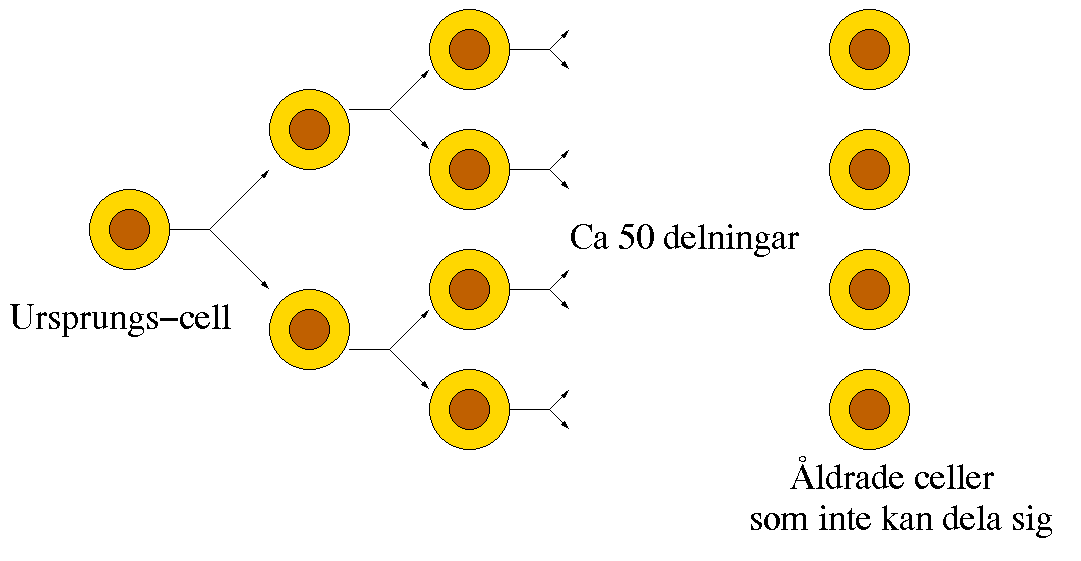 Ca 50 delningar
Ursprungs–cell
Åldrade celler
som inte kan dela sig